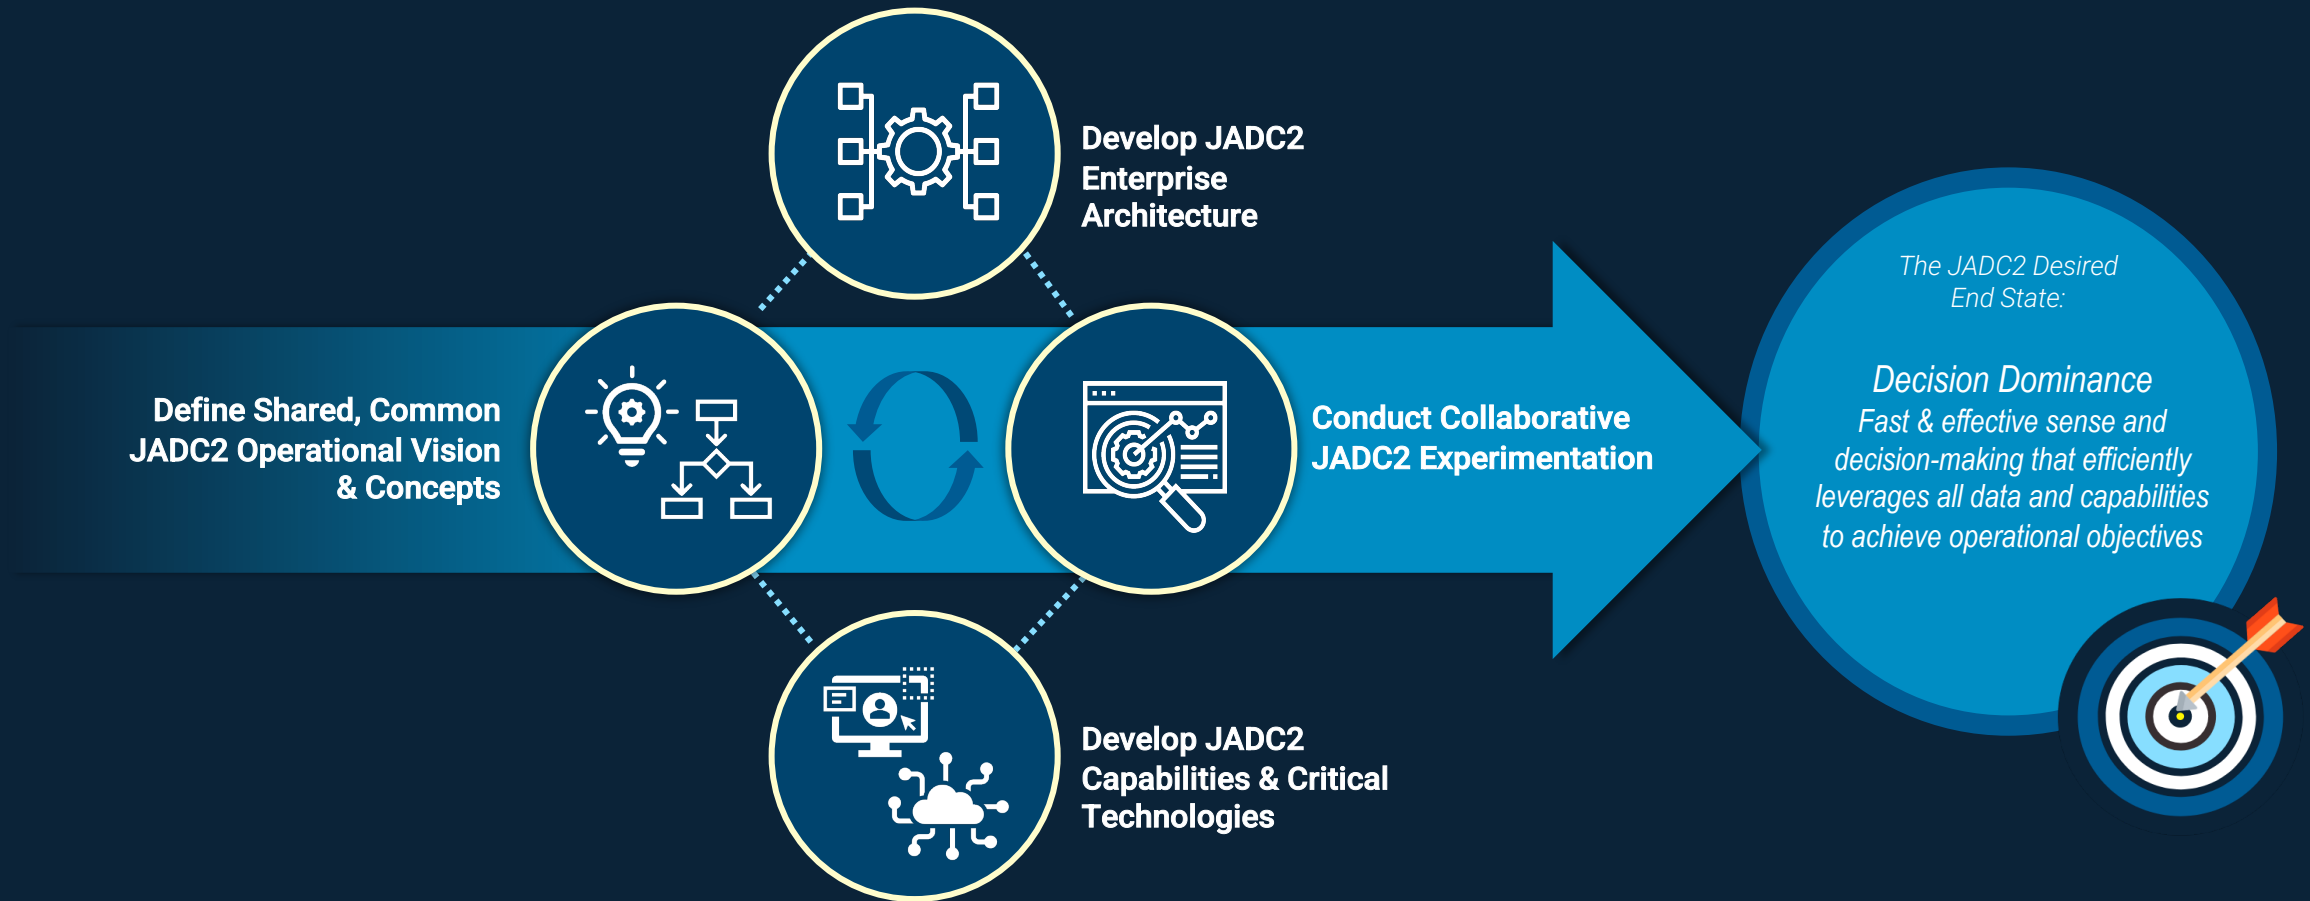 Develop JADC2
Enterprise
Architecture
Define Shared, Common
JADC2 Operational Vision
& Concepts
Conduct Collaborative
JADC2 Experimentation
Develop JADC2
Capabilities & Critical
Technologies
The JADC2 Desired
End State:
Decision Dominance
Fast & effective sense and
decision-making that efficiently
leverages all data and capabilities
to achieve operational objectives